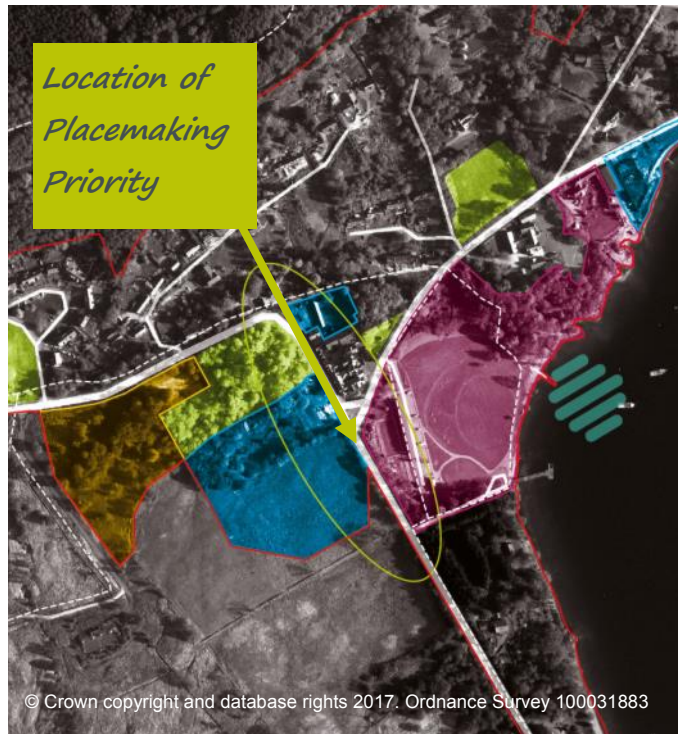 Location of
Placemaking
Priority
© Crown copyright and database rights 2017. Ordnance Survey 100031883